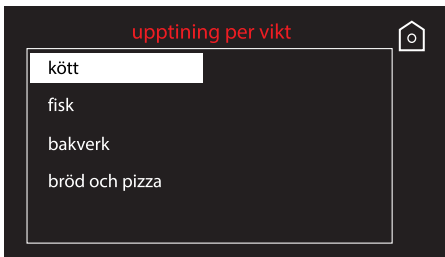 upptining per vikt
kött
fisk
bakverk
bröd och pizza